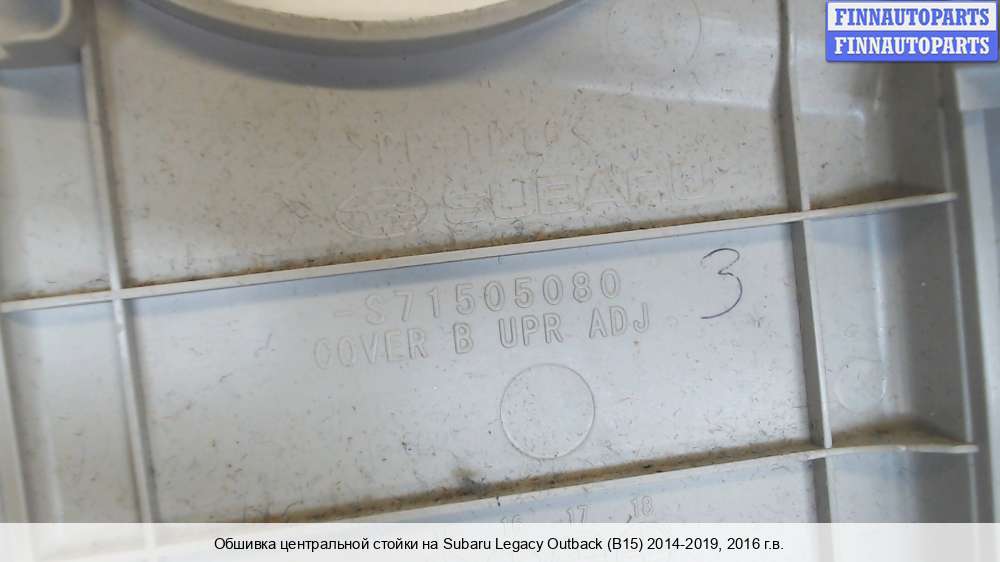 FINNAUTOPARTS
FINNAUTOPARTS
SUBARU
-S71505080
COVER B UPR ADJ
3
16 17 18
Обшивка центральной стойки на Subaru Legacy Outback (B15) 2014-2019, 2016 г.в.